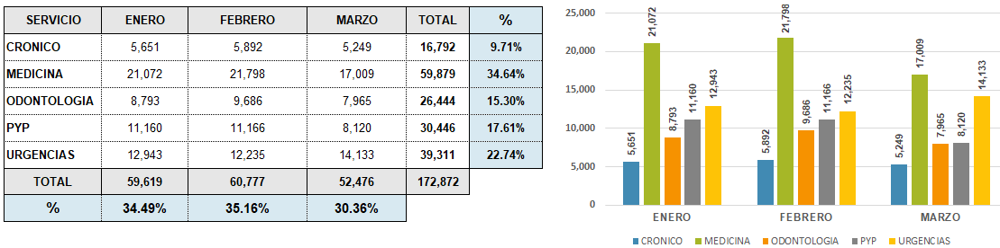 SERVICIO ENERO FEBRERO MARZO TOTAL %
CRONICO 5,651 5,892 5,249 16,792 9.71%
MEDICINA 21,072 21,798 17,009 59,879 34.64%
ODONTOLOGIA 8,793 9,686 7,965 26,444 15.30%
PYP 11,160 11,166 8,120 30,446 17.61%
URGENCIAS 12,943 12,235 14,133 39,311 22.74%
TOTAL 59,619 60,777 52,476 172,872
% 34.49% 35.16% 30.36%
25,000
20,000
15,000
10,000
5,000
-
5,651 21,072 8,793 11,160 12,943
5,892 21,798 9,686 11,166 12,235
5,249 17,009 7,965 8,120 14,133
ENERO FEBRERO MARZO
CRONICO MEDICINA ODONTOLOGIA PYP URGENCIAS